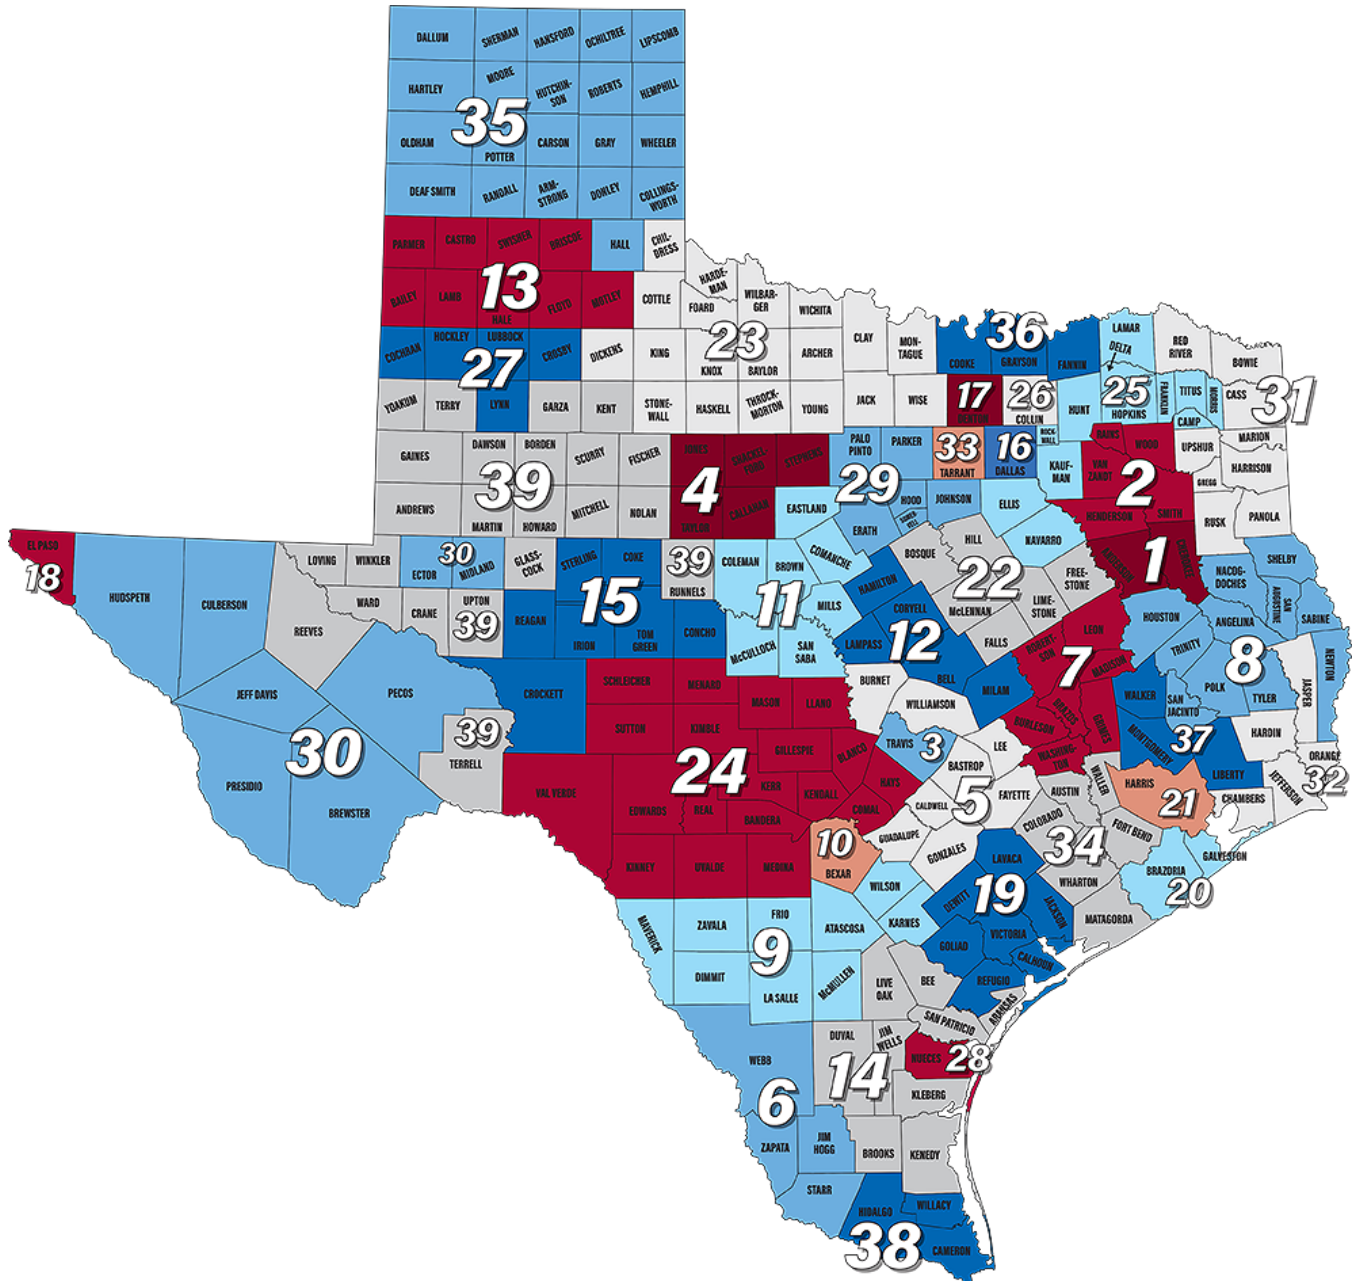 DALLUM
SHERMAN
HANSFORD
OCHILTREE
LIPSCOMB
HARTLEY
MOORE
HUTCHIN-
SON
ROBERTS
HEMPHILL
35
OLDHAM
POTTER
CARSON
GRAY
WHEELER
DEAF SMITH
RANDALL
ARM-
STRONG
DONLEY
COLLINGS-
WORTH
PARMER
CASTRO
SWISHER
BRISCOE
HALL
CHIL-
DRESS
13
BAILEY
LAMB
HALE
FLOYD
MOTLEY
COTTLE
HARDE-
MAN
FOARD
WILBAR-
GER
WICHITA
23
COCHRAN
HOCKLEY
LUBBOCK
CROSBY
DICKENS
KING
KNOX
BAYLOR
ARCHER
CLAY
MON-
TAGUE
27
36
COOKE
GRAYSON
FANNIN
LAMAR
DELTA
RED
RIVER
BOWIE
YOAKUM
TERRY
LYNN
GARZA
KENT
STONE-
WALL
HASKELL
THROCK-
MORTON
YOUNG
JACK
WISE
17
DENTON
26
COLLIN
HUNT
25
HOPKINS
FRANKLIN
TITUS
MORRIS
CAMP
CASS
31
GAINES
DAWSON
BORDEN
SCURRY
FISCHER
JONES
SHACKEL-
FORD
STEPHENS
PALO
PINTO
PARKER
33
TARRANT
16
DALLAS
ROCK-
WALL
KAUF-
MAN
RAINS
WOOD
UPSHUR
MARION
HARRISON
GREGG
39
4
29
VAN
ZANDT
2
ANDREWS
MARTIN
HOWARD
MITCHELL
NOLAN
TAYLOR
CALLAHAN
EASTLAND
ERATH
HOOD
SOMER-
VELL
JOHNSON
ELLIS
NAVARRO
HENDERSON
SMITH
RUSK
PANOLA
EL PASO
18
HUDSPETH
CULBERSON
LOVING
WINKLER
30
ECTOR
MIDLAND
GLASS-
COCK
STERLING
COKE
39
RUNNELS
COLEMAN
BROWN
COMANCHE
HAMILTON
BOSQUE
HILL
22
McLENNAN
FREE-
STONE
LIME-
STONE
ANDERSON
1
CHEROKEE
NACOG-
DOCHES
SHELBY
SAN
AUGUSTINE
SABINE
REEVES
WARD
CRANE
UPTON
39
REAGAN
15
IRION
TOM
GREEN
CONCHO
11
MILLS
McCULLOCH
SAN
SABA
LAMPASS
CORYELL
12
BELL
FALLS
MILAM
ROBERT-
SON
LEON
7
MADISON
HOUSTON
ANGELINA
TRINITY
8
POLK
TYLER
JASPER
NEWTON
JEFF DAVIS
PECOS
CROCKETT
SCHLEICHER
MENARD
MASON
LLANO
BURNET
WILLIAMSON
BURLESON
BRAZOS
GRIMES
WALKER
SAN
JACINTO
30
39
TERRELL
SUTTON
KIMBLE
GILLESPIE
BLANCO
TRAVIS
3
BASTROP
LEE
WASHING-
TON
MONTGOMERY
37
LIBERTY
HARDIN
ORANGE
32
PRESIDIO
BREWSTER
VAL VERDE
24
EDWARDS
REAL
KERR
BANDERA
KENDALL
HAYS
COMAL
CALDWELL
5
FAYETTE
AUSTIN
WALLER
HARRIS
21
CHAMBERS
JEFFERSON
KINNEY
UVALDE
MEDINA
10
BEXAR
GUADALUPE
GONZALES
LAVACA
COLORADO
34
FORT BEND
WHARTON
BRAZORIA
20
GALVESTON
MAVERICK
ZAVALA
FRIO
ATASCOSA
WILSON
KARNES
DEWITT
19
JACKSON
MATAGORDA
9
DIMMIT
LA SALLE
McMULLEN
LIVE
OAK
BEE
GOLIAD
VICTORIA
CALHOUN
REFUGIO
ARANSAS
WEBB
DUVAL
JIM
WELLS
SAN PATRICIO
NUECES
28
6
14
KLEBERG
ZAPATA
JIM
HOGG
BROOKS
KENEDY
STARR
HIDALGO
WILLACY
38
CAMERON